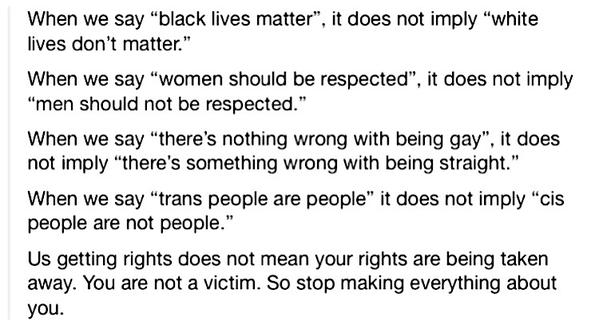 When we say “black lives matter”, it does not imply “white
lives don’t matter.”
When we say “women should be respected”, it does not imply
“men should not be respected.”
When we say “there’s nothing wrong with being gay”, it does
not imply “there’s something wrong with being straight.”
When we say “trans people are people” it does not imply “cis
people are not people.”
Us getting rights does not mean your rights are being taken
away. You are not a victim. So stop making everything about
you.